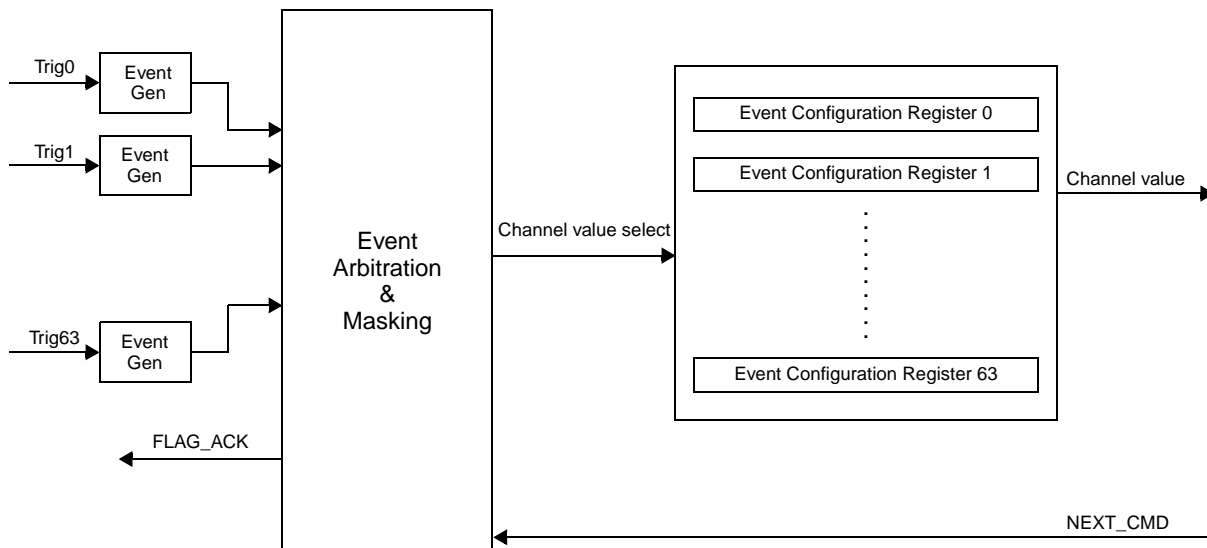 Trig0
Event
Gen
Trig1
Event
Gen
Trig63
Event
Gen
FLAG_ACK
Event
Arbitration
&
Masking
Channel value select
Event Configuration Register 0
Event Configuration Register 1
Event Configuration Register 63
Channel value
NEXT_CMD